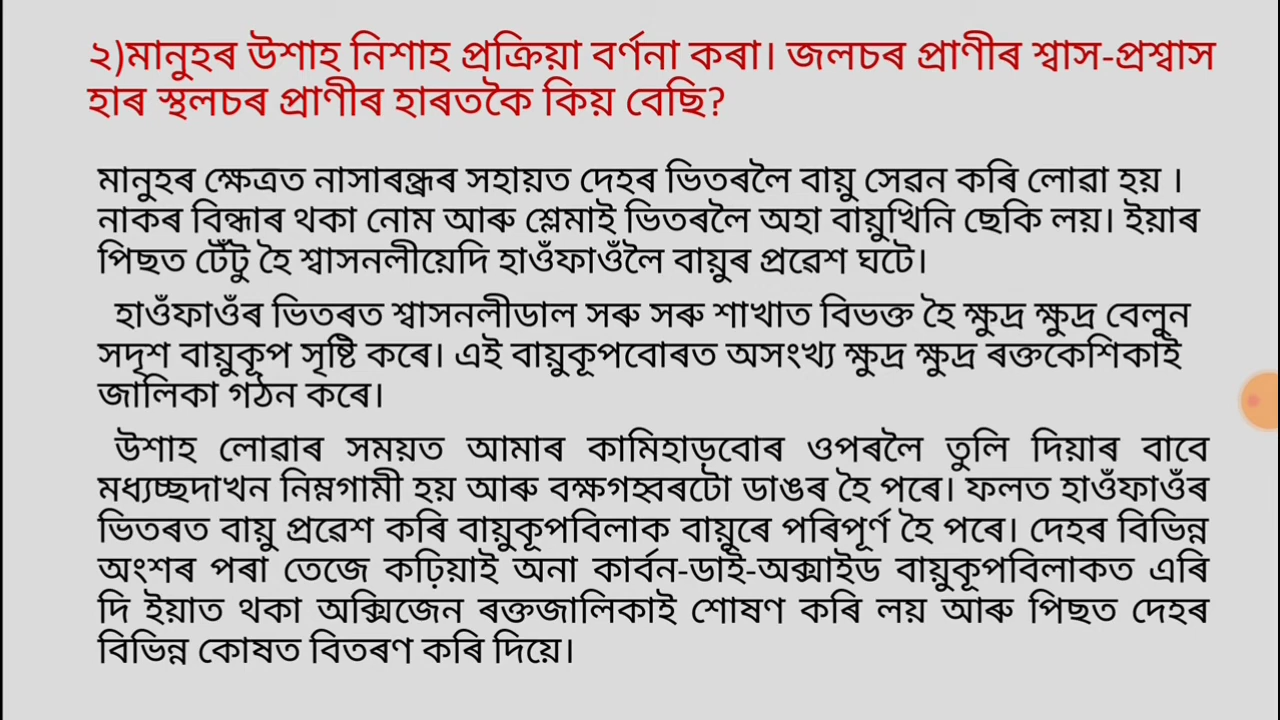 ২)মানুহৰ উশাহ নিশাহ প্ৰক্ৰিয়া বৰ্ণনা কৰা। জলচৰ প্ৰাণীৰ শ্বাস-প্ৰশ্বাস
হাৰ স্থলচৰ প্ৰাণীৰ হাৰতকৈ কিয় বেছি?
মানুহৰ ক্ষেত্ৰত নাসাৰন্ধ্ৰৰ সহায়ত দেহৰ ভিতৰলৈ বায়ু সেৱন কৰি লোৱা হয় ।
নাকৰ বিন্ধাৰ থকা নোম আৰু শ্লেমাই ভিতৰলৈ অহা বায়ুখিনি ছেকি লয়। ইয়াৰ
পিছত টেঁটু হৈ শ্বাসনলীয়েদি হাওঁফাওঁলৈ বায়ুৰ প্ৰৱেশ ঘটে।
হাওঁফাওঁৰ ভিতৰত শ্বাসনলীডাল সৰু সৰু শাখাত বিভক্ত হৈ ক্ষুদ্ৰ ক্ষুদ্ৰ বেলুন
সদৃশ বায়ুকূপ সৃষ্টি কৰে। এই বায়ুকূপবোৰত অসংখ্য ক্ষুদ্ৰ ক্ষুদ্ৰ ৰক্তকেশিকাই
জালিকা গঠন কৰে।
উশাহ লোৱাৰ সময়ত আমাৰ কামিহাড়বোৰ ওপৰলৈ তুলি দিয়াৰ বাবে
মধ্যচ্ছদাখন নিম্নগামী হয় আৰু বক্ষগহ্বৰটো ডাঙৰ হৈ পৰে। ফলত হাওঁফাওঁৰ
ভিতৰত বায়ু প্ৰৱেশ কৰি বায়ুকূপবিলাক বায়ুৰে পৰিপূৰ্ণ হৈ পৰে। দেহৰ বিভিন্ন
অংশৰ পৰা তেজে কঢ়িয়াই অনা কাৰ্বন-ডাই-অক্সাইড বায়ুকূপবিলাকত এৰি
দি ইয়াত থকা অক্সিজেন ৰক্তজালিকাই শোষণ কৰি লয় আৰু পিছত দেহৰ
বিভিন্ন কোষত বিতৰণ কৰি দিয়ে।